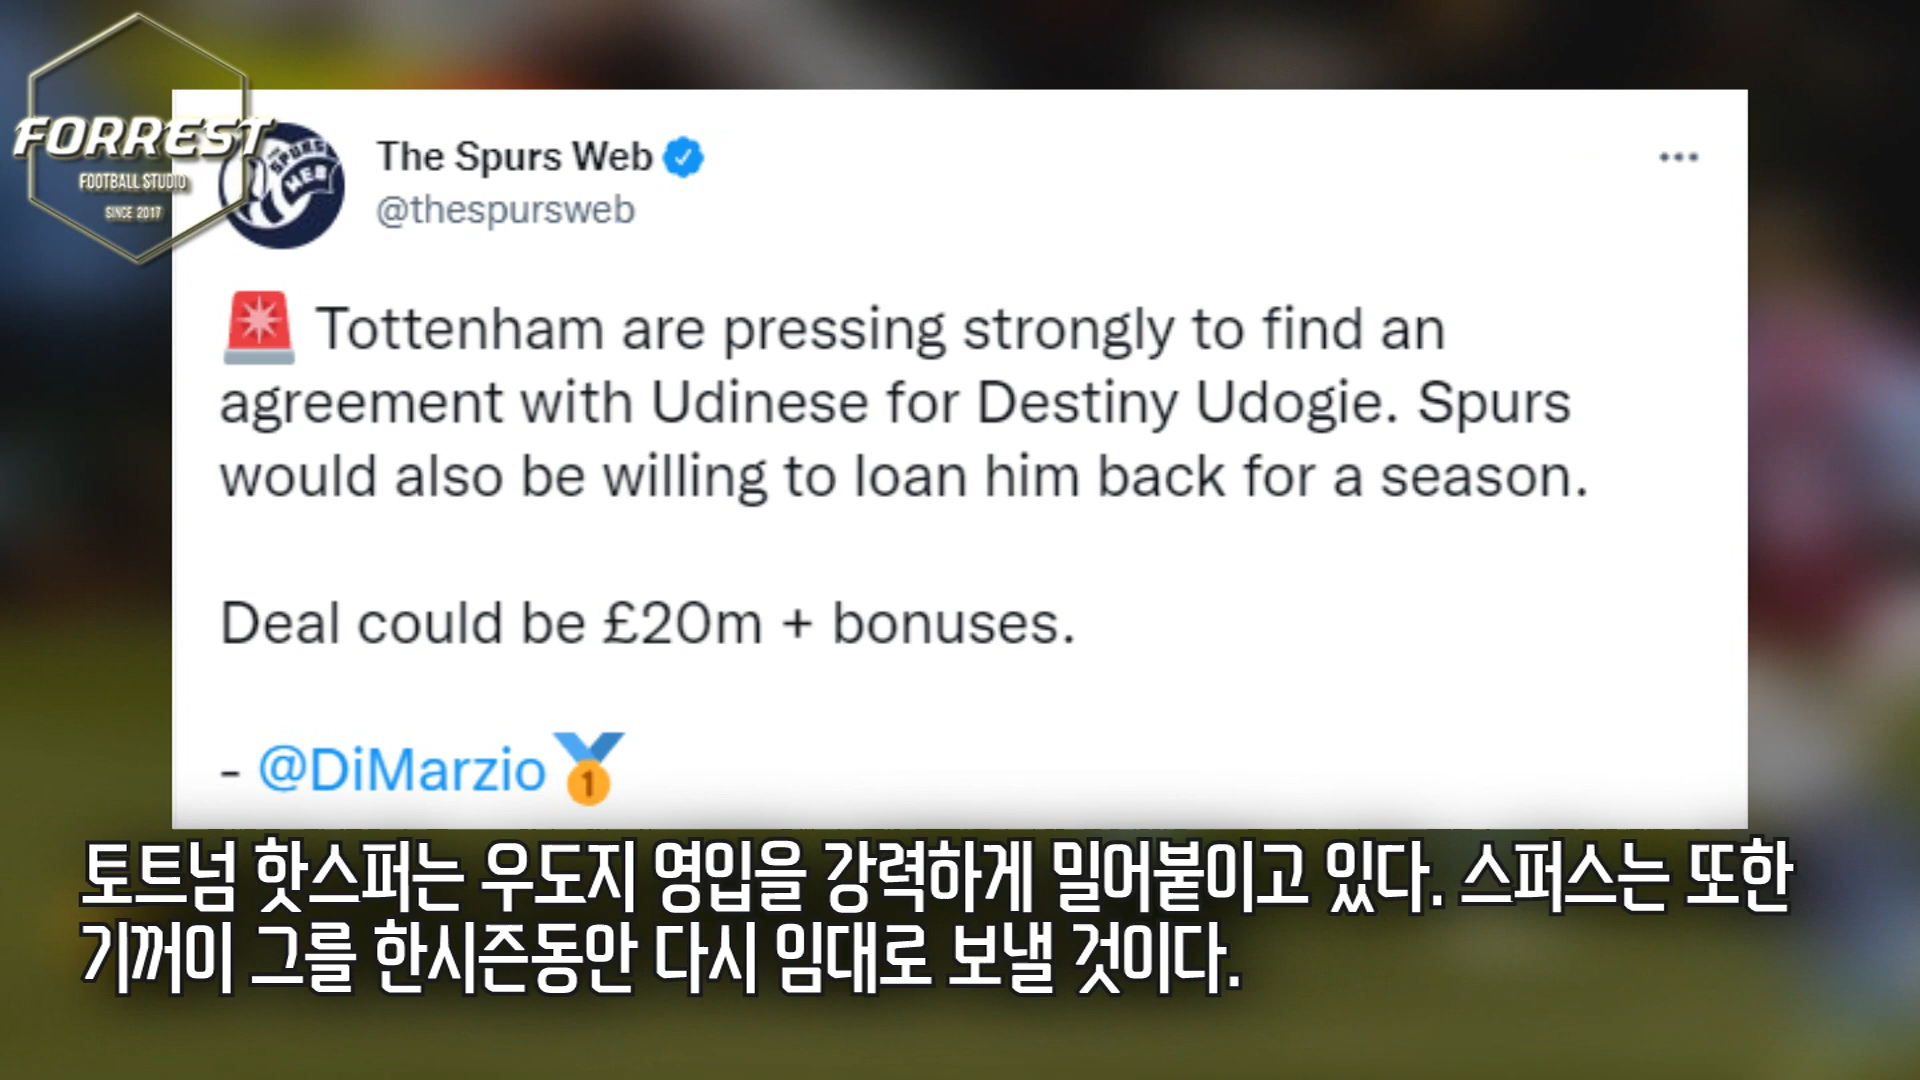 FORREST
FOOTBALL STUDIO
SINCE 2017
THE SPURS WEB
The Spurs Web
@thespursweb
Tottenham are pressing strongly to find an
agreement with Udinese for Destiny Udogie. Spurs
would also be willing to loan him back for a season.
Deal could be £20m + bonuses.
- @DiMarzio 1
토트넘 핫스퍼는 우도지 영입을 강력하게 밀어붙이고 있다. 스퍼스는 또한
기꺼이 그를 한시즌동안 다시 임대로 보낼 것이다.